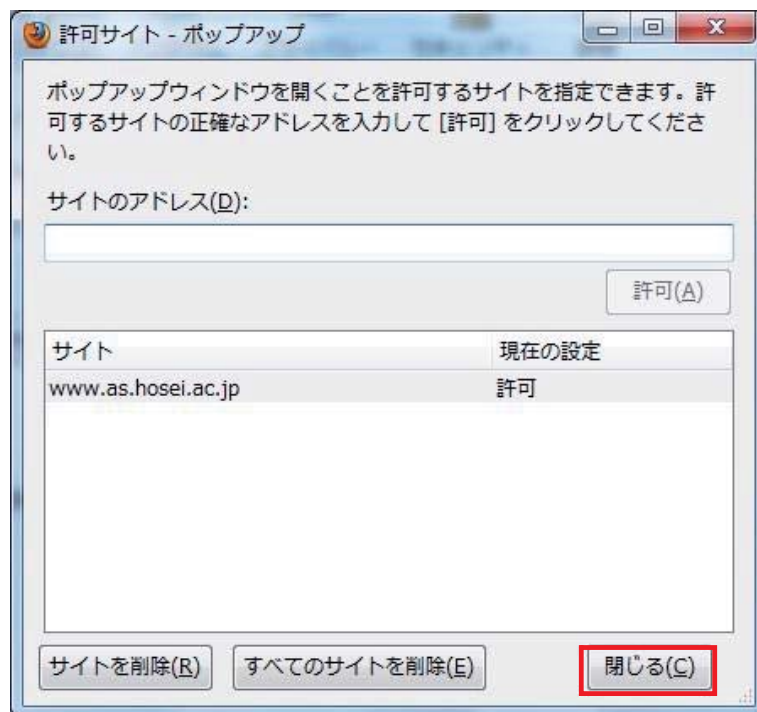 許可サイト - ポップアップ
ポップアップウィンドウを開くことを許可するサイトを指定できます。許
可するサイトの正確なアドレスを入力して [許可] をクリックしてくださ
い。
サイトのアドレス(D):
許可(A)
サイト 現在の設定
www.as.hosei.ac.jp 許可
サイトを削除(R) すべてのサイトを削除(E) 閉じる(C)